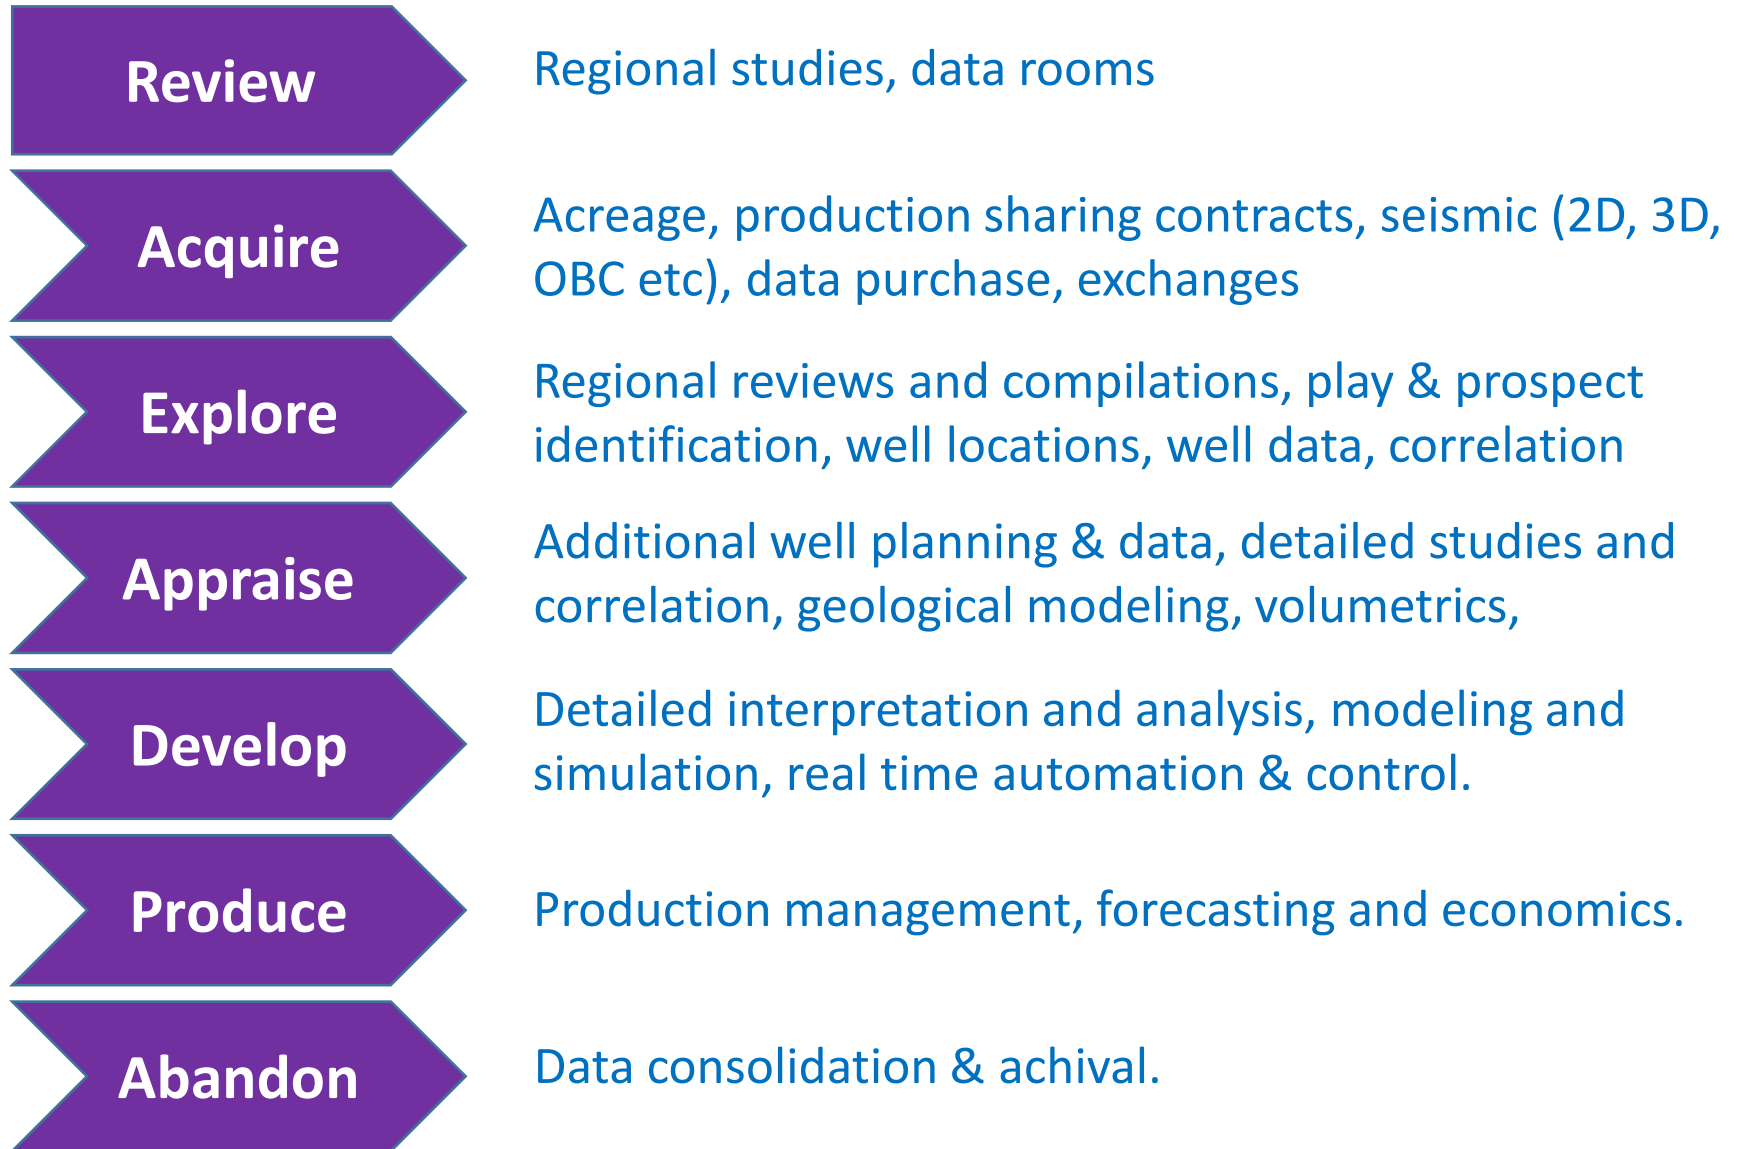 Review
Regional studies, data rooms
Acquire
Acreage, production sharing contracts, seismic (2D, 3D,
OBC etc), data purchase, exchanges
Explore
Regional reviews and compilations, play & prospect
identification, well locations, well data, correlation
Appraise
Additional well planning & data, detailed studies and
correlation, geological modeling, volumetrics,
Develop
Detailed interpretation and analysis, modeling and
simulation, real time automation & control.
Produce
Production management, forecasting and economics.
Abandon
Data consolidation & achival.